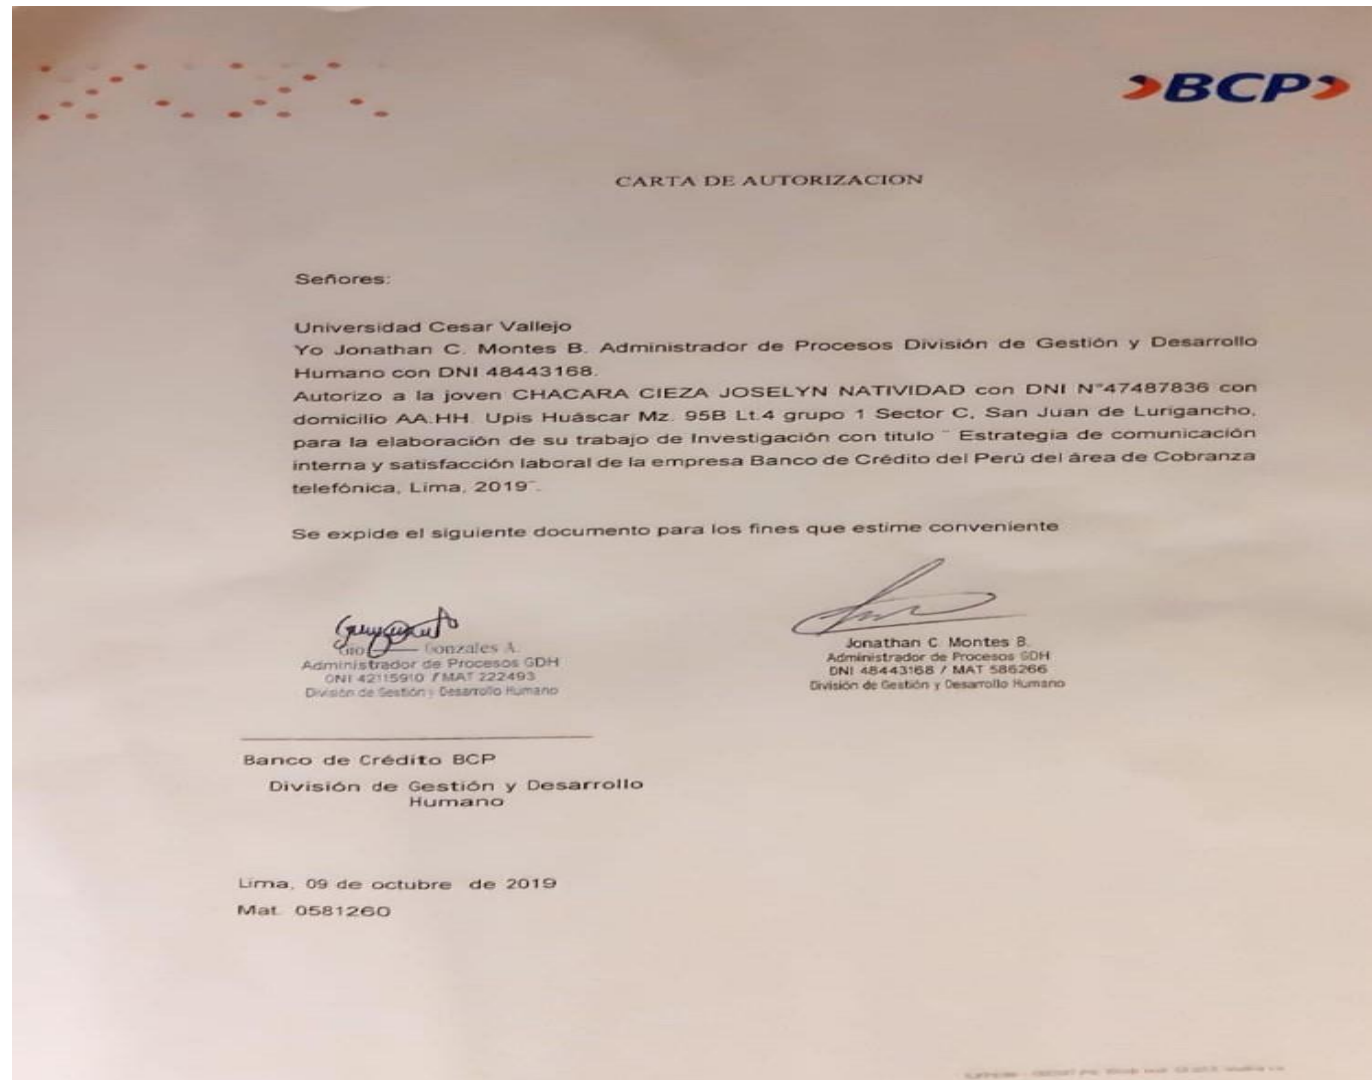 BCP
CARTA DE AUTORIZACION
Señores:
Universidad Cesar Vallejo
Yo Jonathan C. Montes B. Administrador de Procesos División de Gestión y Desarrollo
Humano con DNI 48443168.
Autorizo a la joven CHACARA CIEZA JOSELYN NATIVIDAD con DNI N°47487836 con
domicilio AA.HH. Upis Huáscar Mz. 95B Lt.4 grupo 1 Sector C, San Juan de Lurigancho,
para la elaboración de su trabajo de Investigación con titulo ¨ Estrategia de comunicación
interna y satisfacción laboral de la empresa Banco de Crédito del Perú del área de Cobranza
telefónica, Lima, 2019¨.
Se expide el siguiente documento para los fines que estime conveniente
Gonzales A.
Administrador de Procesos GDH
DNI 42115910 / MAT 222493
División de Gestión y Desarrollo Humano
Jonathan C. Montes B.
Administrador de Procesos GDH
DNI 48443168 / MAT 586266
División de Gestión y Desarrollo Humano
Banco de Crédito BCP
División de Gestión y Desarrollo
Humano
Lima, 09 de octubre de 2019
Mat. 0581260